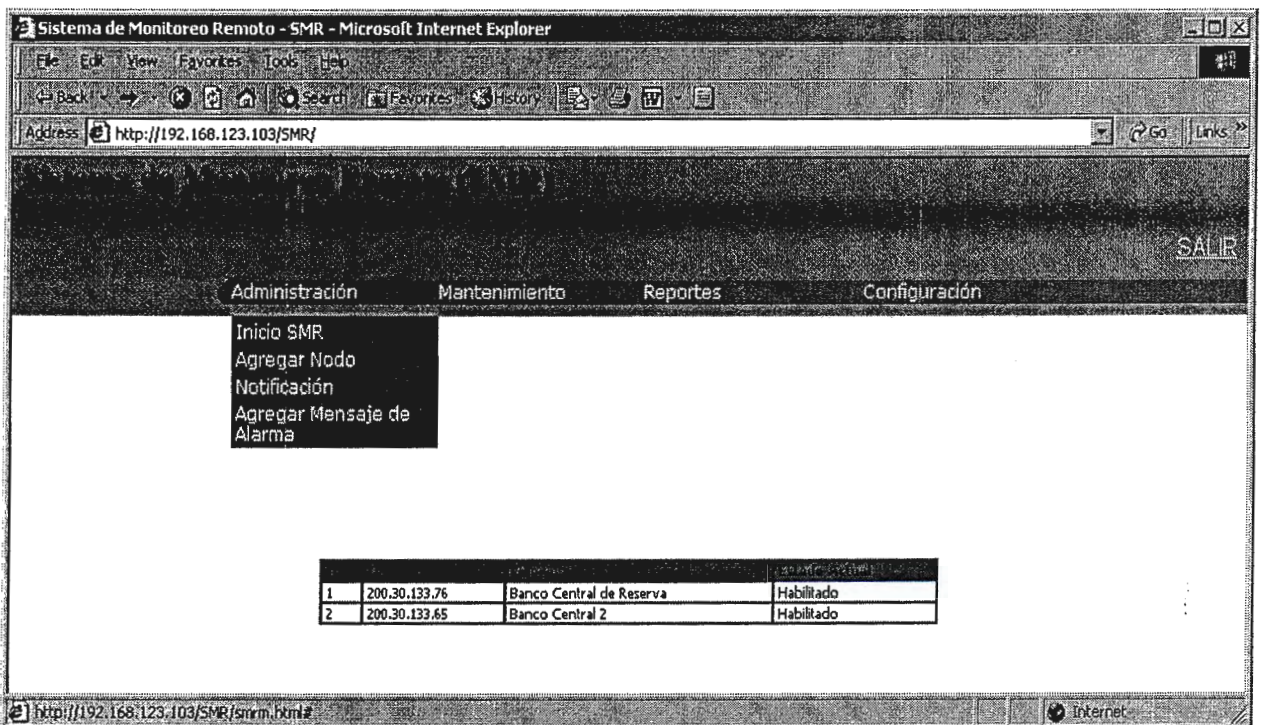 Sistema de Monitoreo Remoto - SMR - Microsoft Internet Explorer
File Edit View Favorites Tools Help
Back Search Favorites History
Address http://192.168.123.103/SMR/ Go Links »
SALIR
Administración Mantenimiento Reportes Configuración
Inicio SMR
Agregar Nodo
Notificación
Agregar Mensaje de
Alarma
1 200.30.133.76 Banco Central de Reserva Habilitado
2 200.30.133.65 Banco Central 2 Habilitado
http://192.168.123.103/SMR/smrm.html# Internet